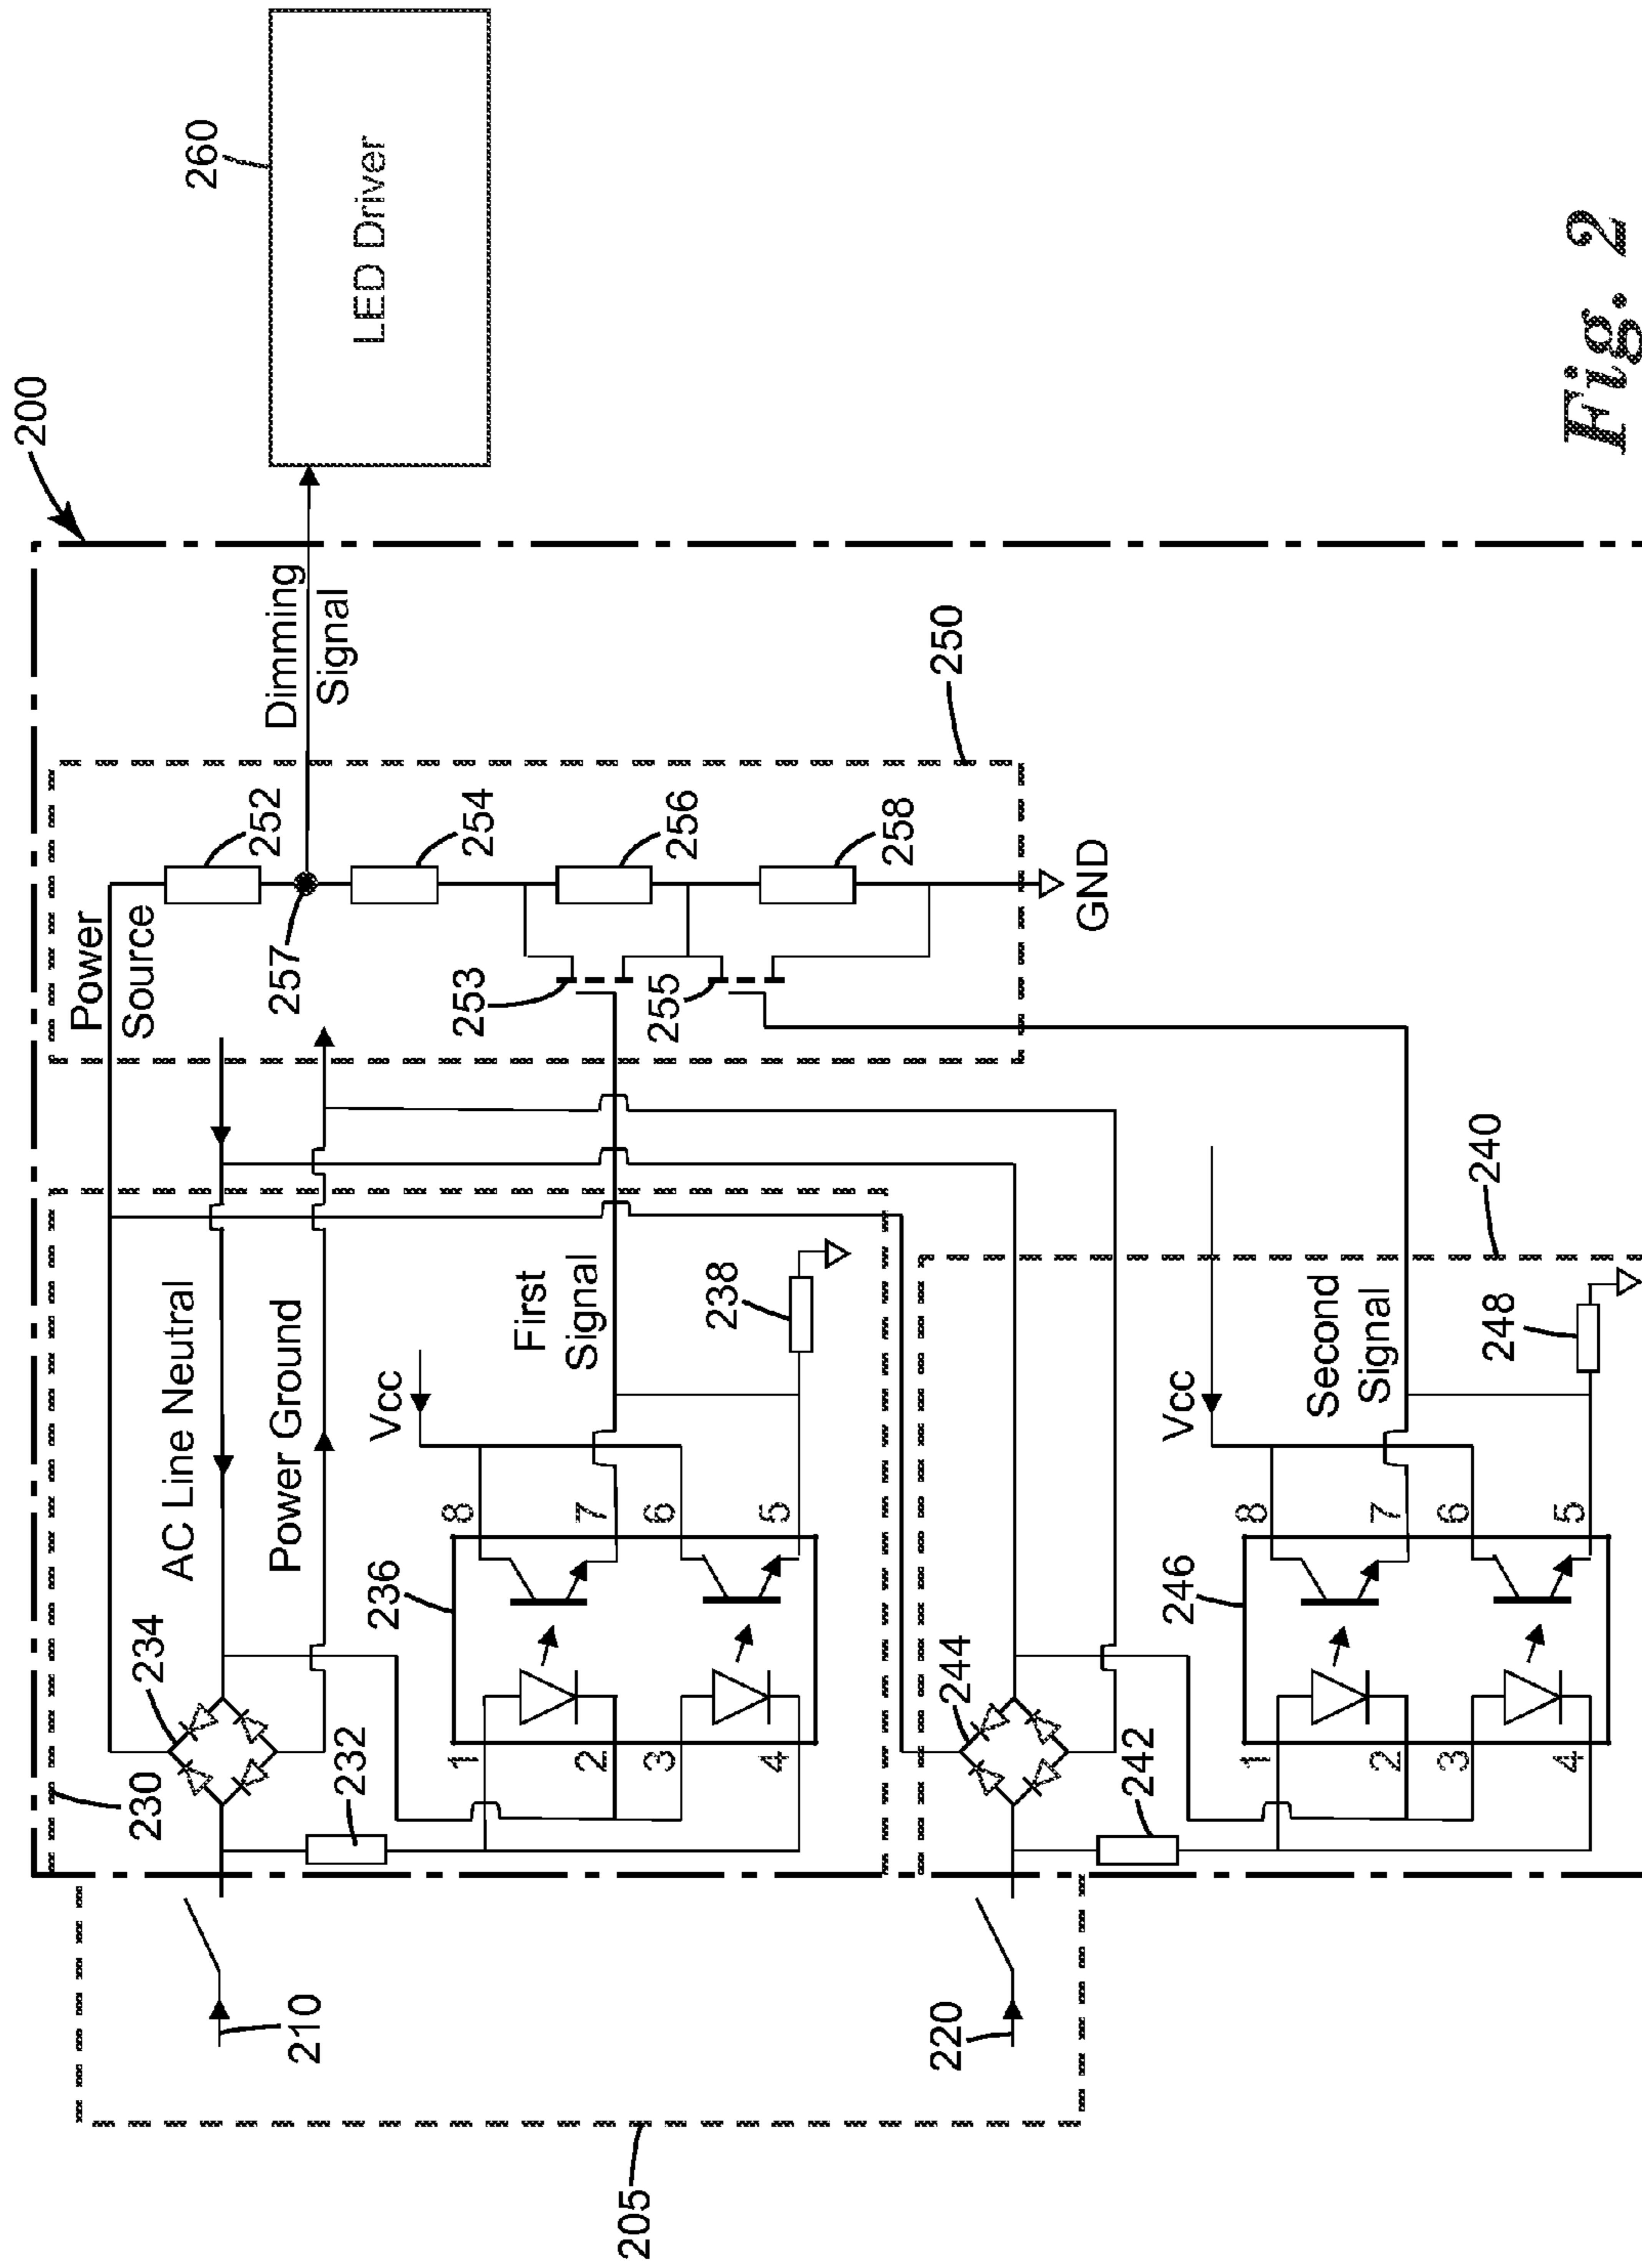 200
260
LED Driver
Dimming
Signal
250
Power
Source
252
257
254
253
256
255
258
GND
230
234
AC Line Neutral
Power Ground
232
236
Vcc
First
Signal
238
1
2
3
4
8
7
6
5
210
205
220
240
244
242
246
Vcc
Second
Signal
248
1
2
3
4
8
7
6
5
Fig. 2